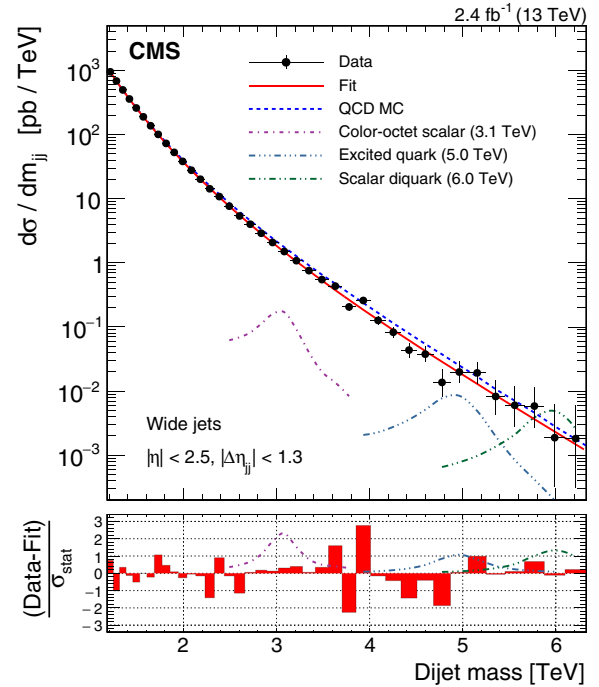 2.4 fb⁻¹ (13 TeV)
CMS
Data
Fit
QCD MC
Color-octet scalar (3.1 TeV)
Excited quark (5.0 TeV)
Scalar diquark (6.0 TeV)
dσ / dm_jj [pb / TeV]
10³
10²
10
1
10⁻¹
10⁻²
10⁻³
Wide jets
|η| < 2.5, |Δη_jj| < 1.3
(Data-Fit)
σ_stat
3
2
1
0
-1
-2
-3
2 3 4 5 6
Dijet mass [TeV]